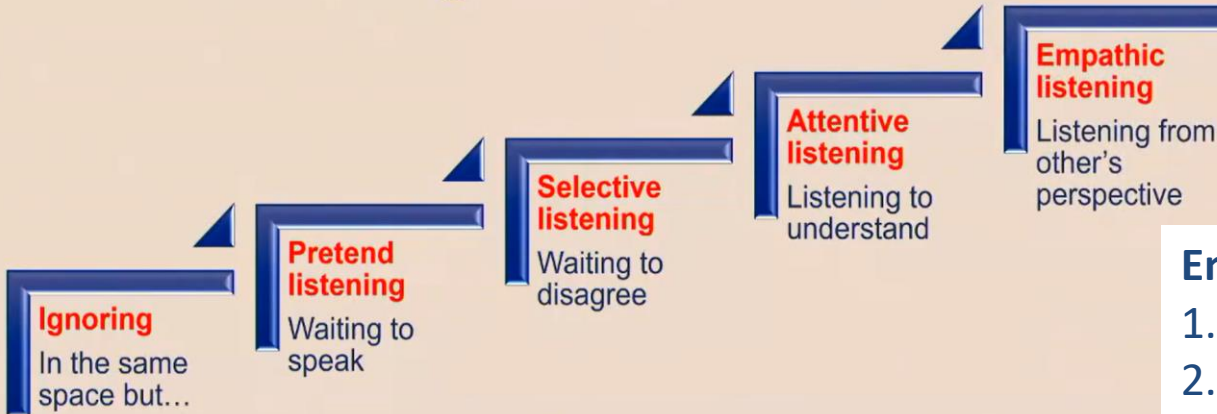 Ignoring
In the same
space but...
Pretend
listening
Waiting to
speak
Selective
listening
Waiting to
disagree
Attentive
listening
Listening to
understand
Empathic
listening
Listening from
other's
perspective
1.
2.